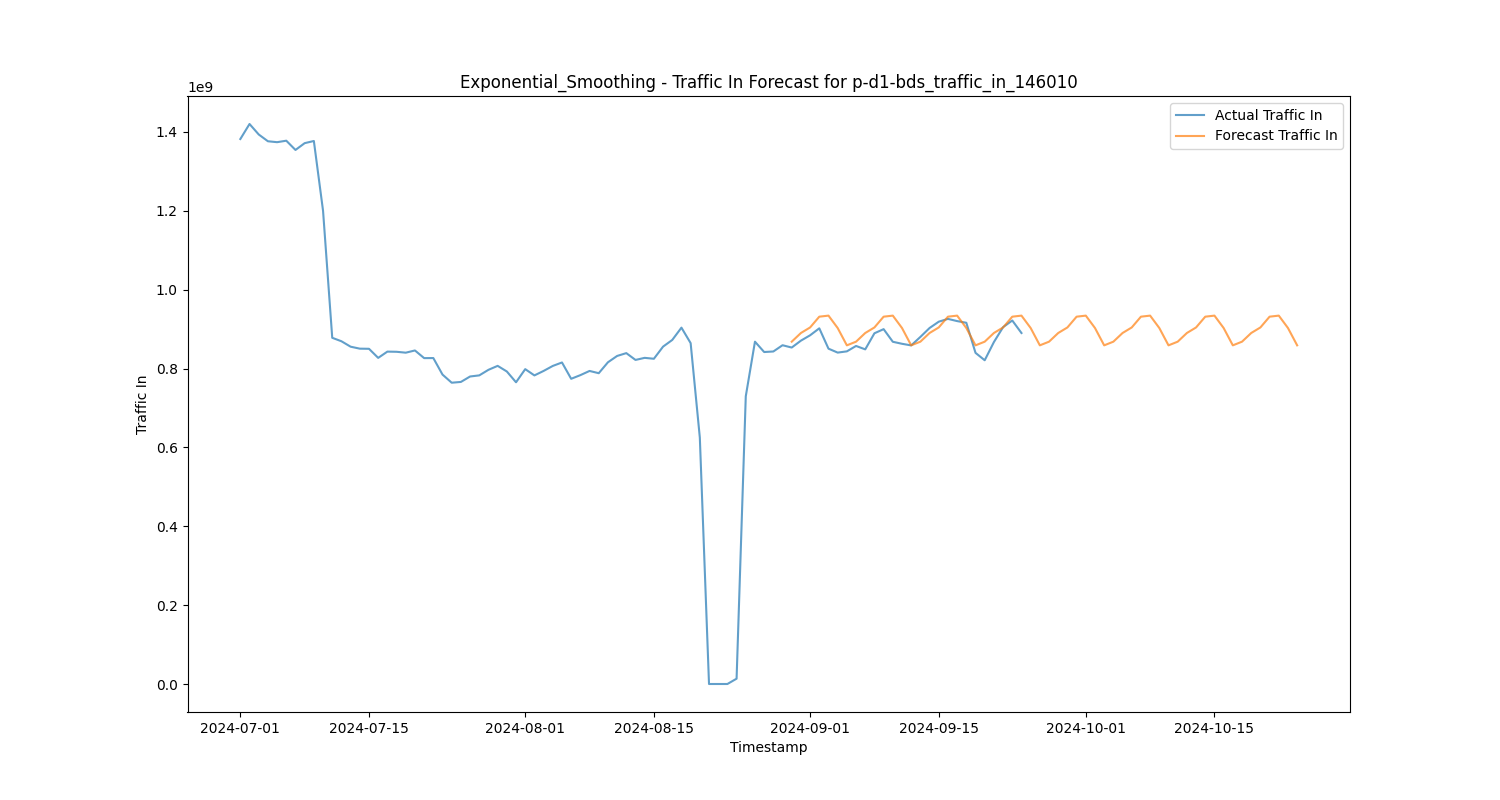 Exponential_Smoothing - Traffic In Forecast for p-d1-bds_traffic_in_146010
1e9
Actual Traffic In
Forecast Traffic In
1.4
1.2
1.0
0.8
0.6
0.4
0.2
0.0
Traffic In
2024-07-01 2024-07-15 2024-08-01 2024-08-15 2024-09-01 2024-09-15 2024-10-01 2024-10-15
Timestamp